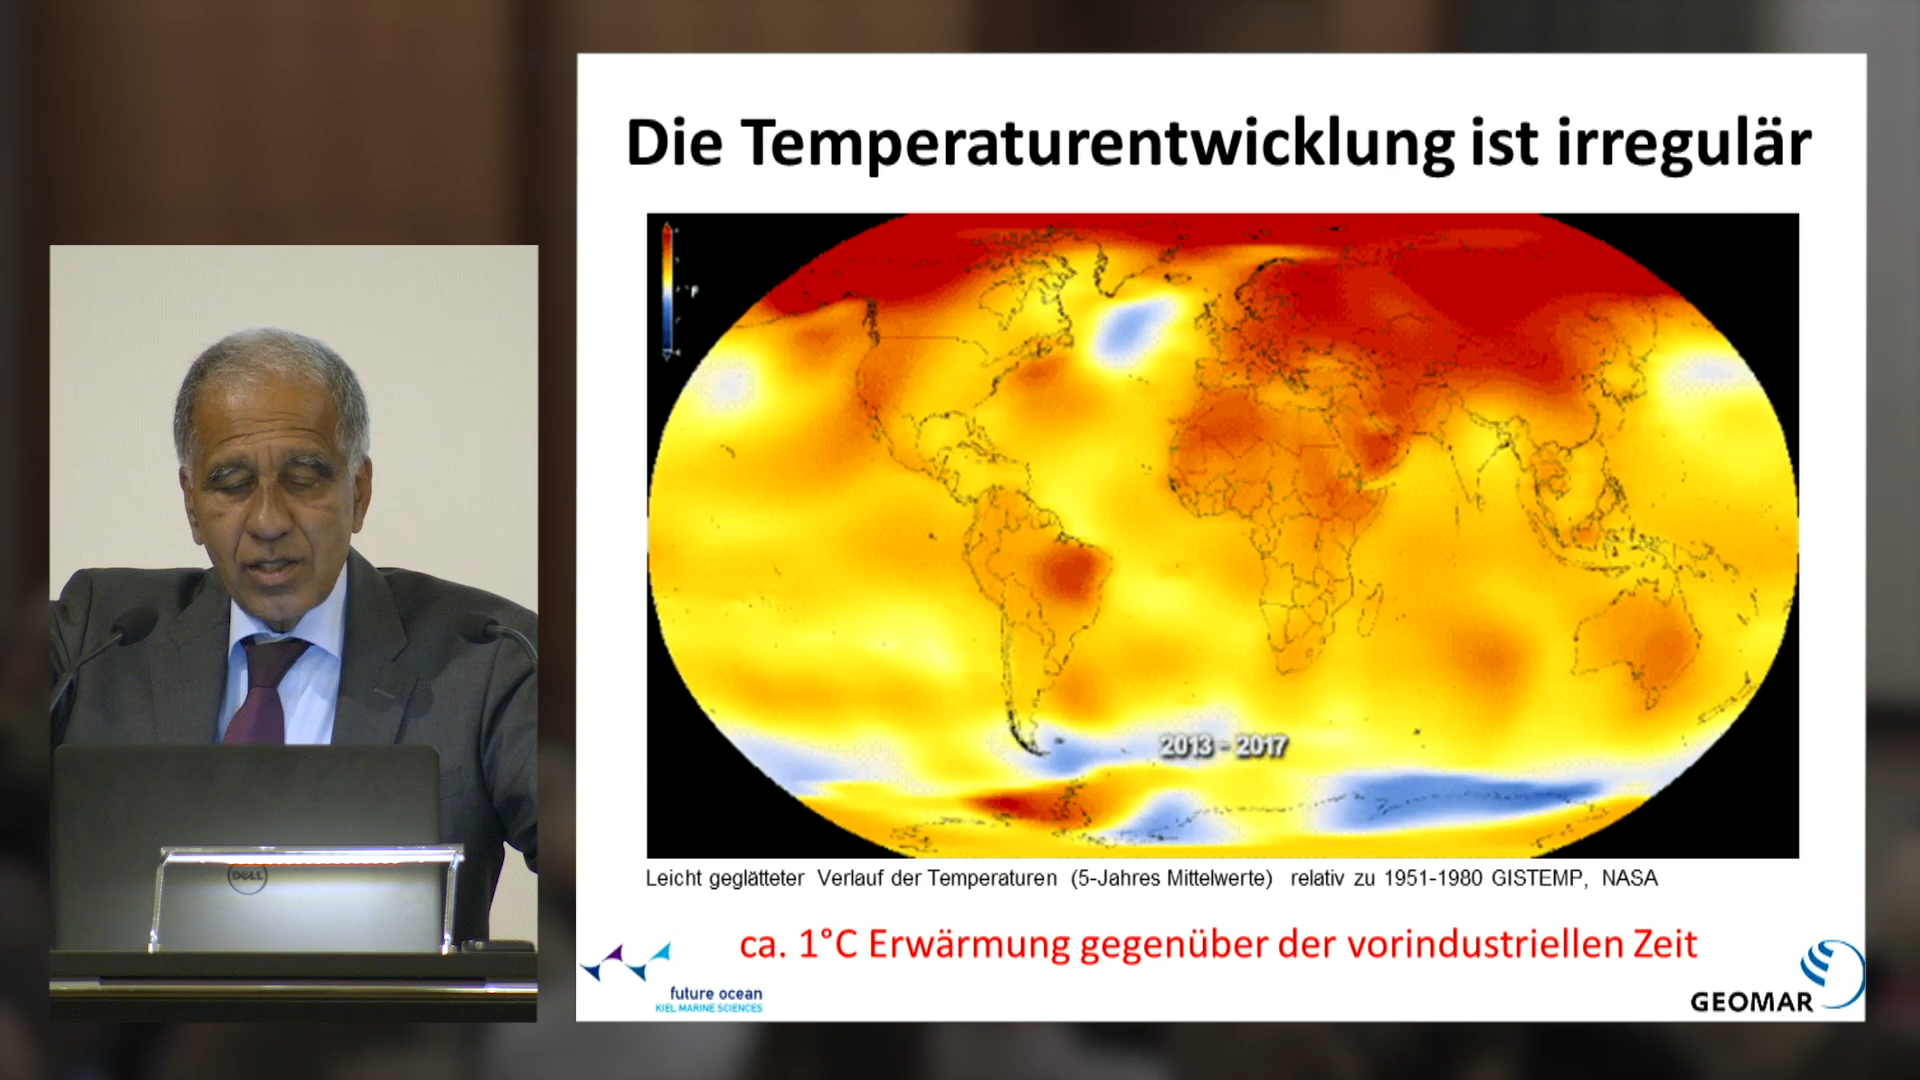 Die Temperaturentwicklung ist irregulär
F
2013 - 2017
Leicht geglätteter Verlauf der Temperaturen (5-Jahres Mittelwerte) relativ zu 1951-1980 GISTEMP, NASA
ca. 1°C Erwärmung gegenüber der vorindustriellen Zeit
future ocean
KIEL MARINE SCIENCES
GEOMAR
DELL